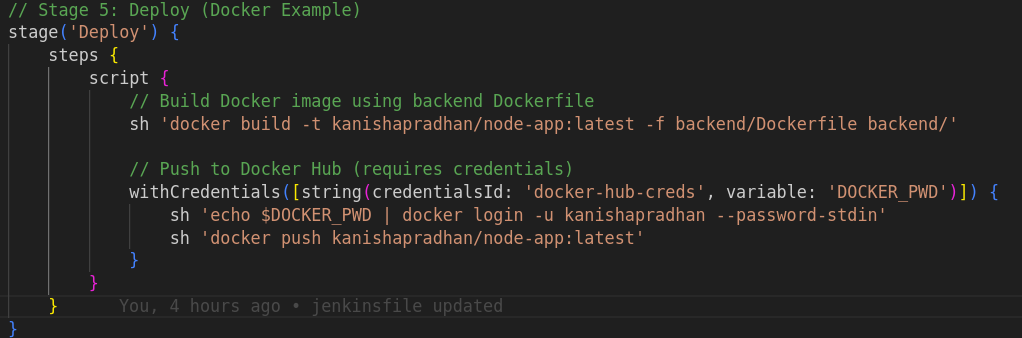 // Stage 5: Deploy (Docker Example)
stage('Deploy') {
    steps {
        script {
            // Build Docker image using backend Dockerfile
            sh 'docker build -t kanishapradhan/node-app:latest -f backend/Dockerfile backend/'

            // Push to Docker Hub (requires credentials)
            withCredentials([string(credentialsId: 'docker-hub-creds', variable: 'DOCKER_PWD')]) {
                sh 'echo $DOCKER_PWD | docker login -u kanishapradhan --password-stdin'
                sh 'docker push kanishapradhan/node-app:latest'
            }
        }
    }      You, 4 hours ago • jenkinsfile updated
}